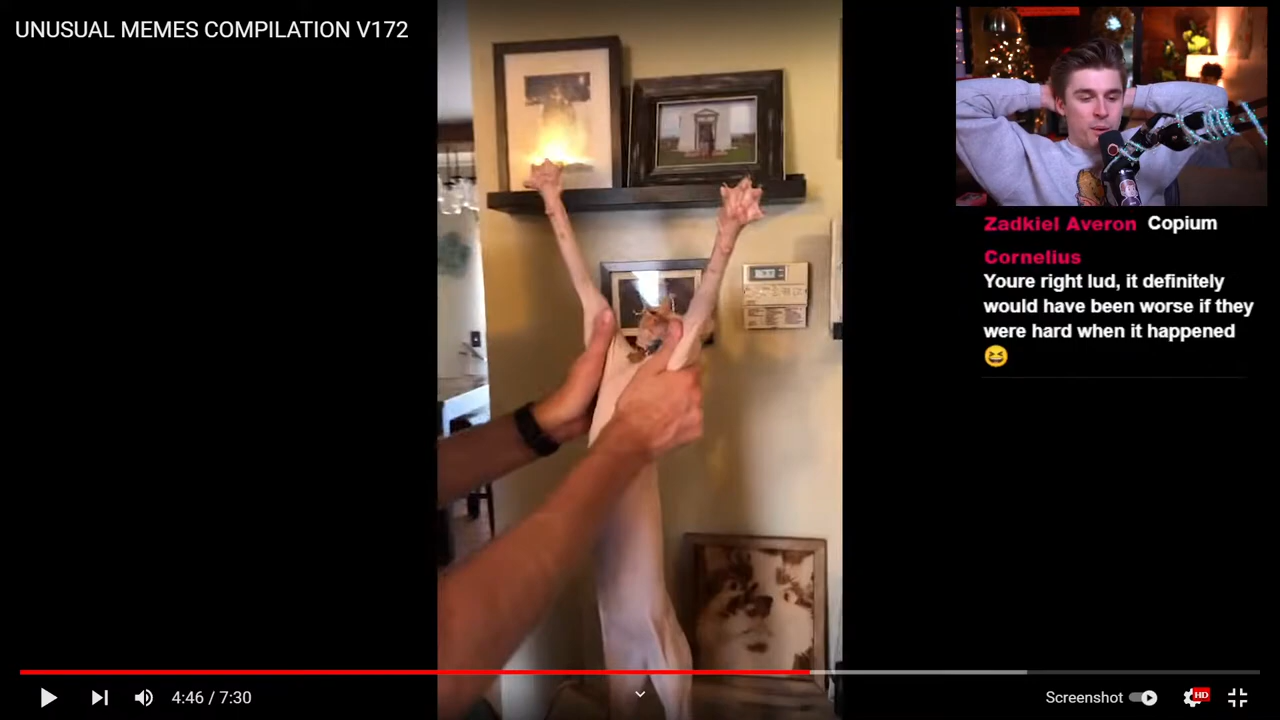 UNUSUAL MEMES COMPILATION V172
Zadkiel Averon Copium
Cornelius
Youre right lud, it definitely
would have been worse if they
were hard when it happened
4:46 / 7:30
Screenshot
HD